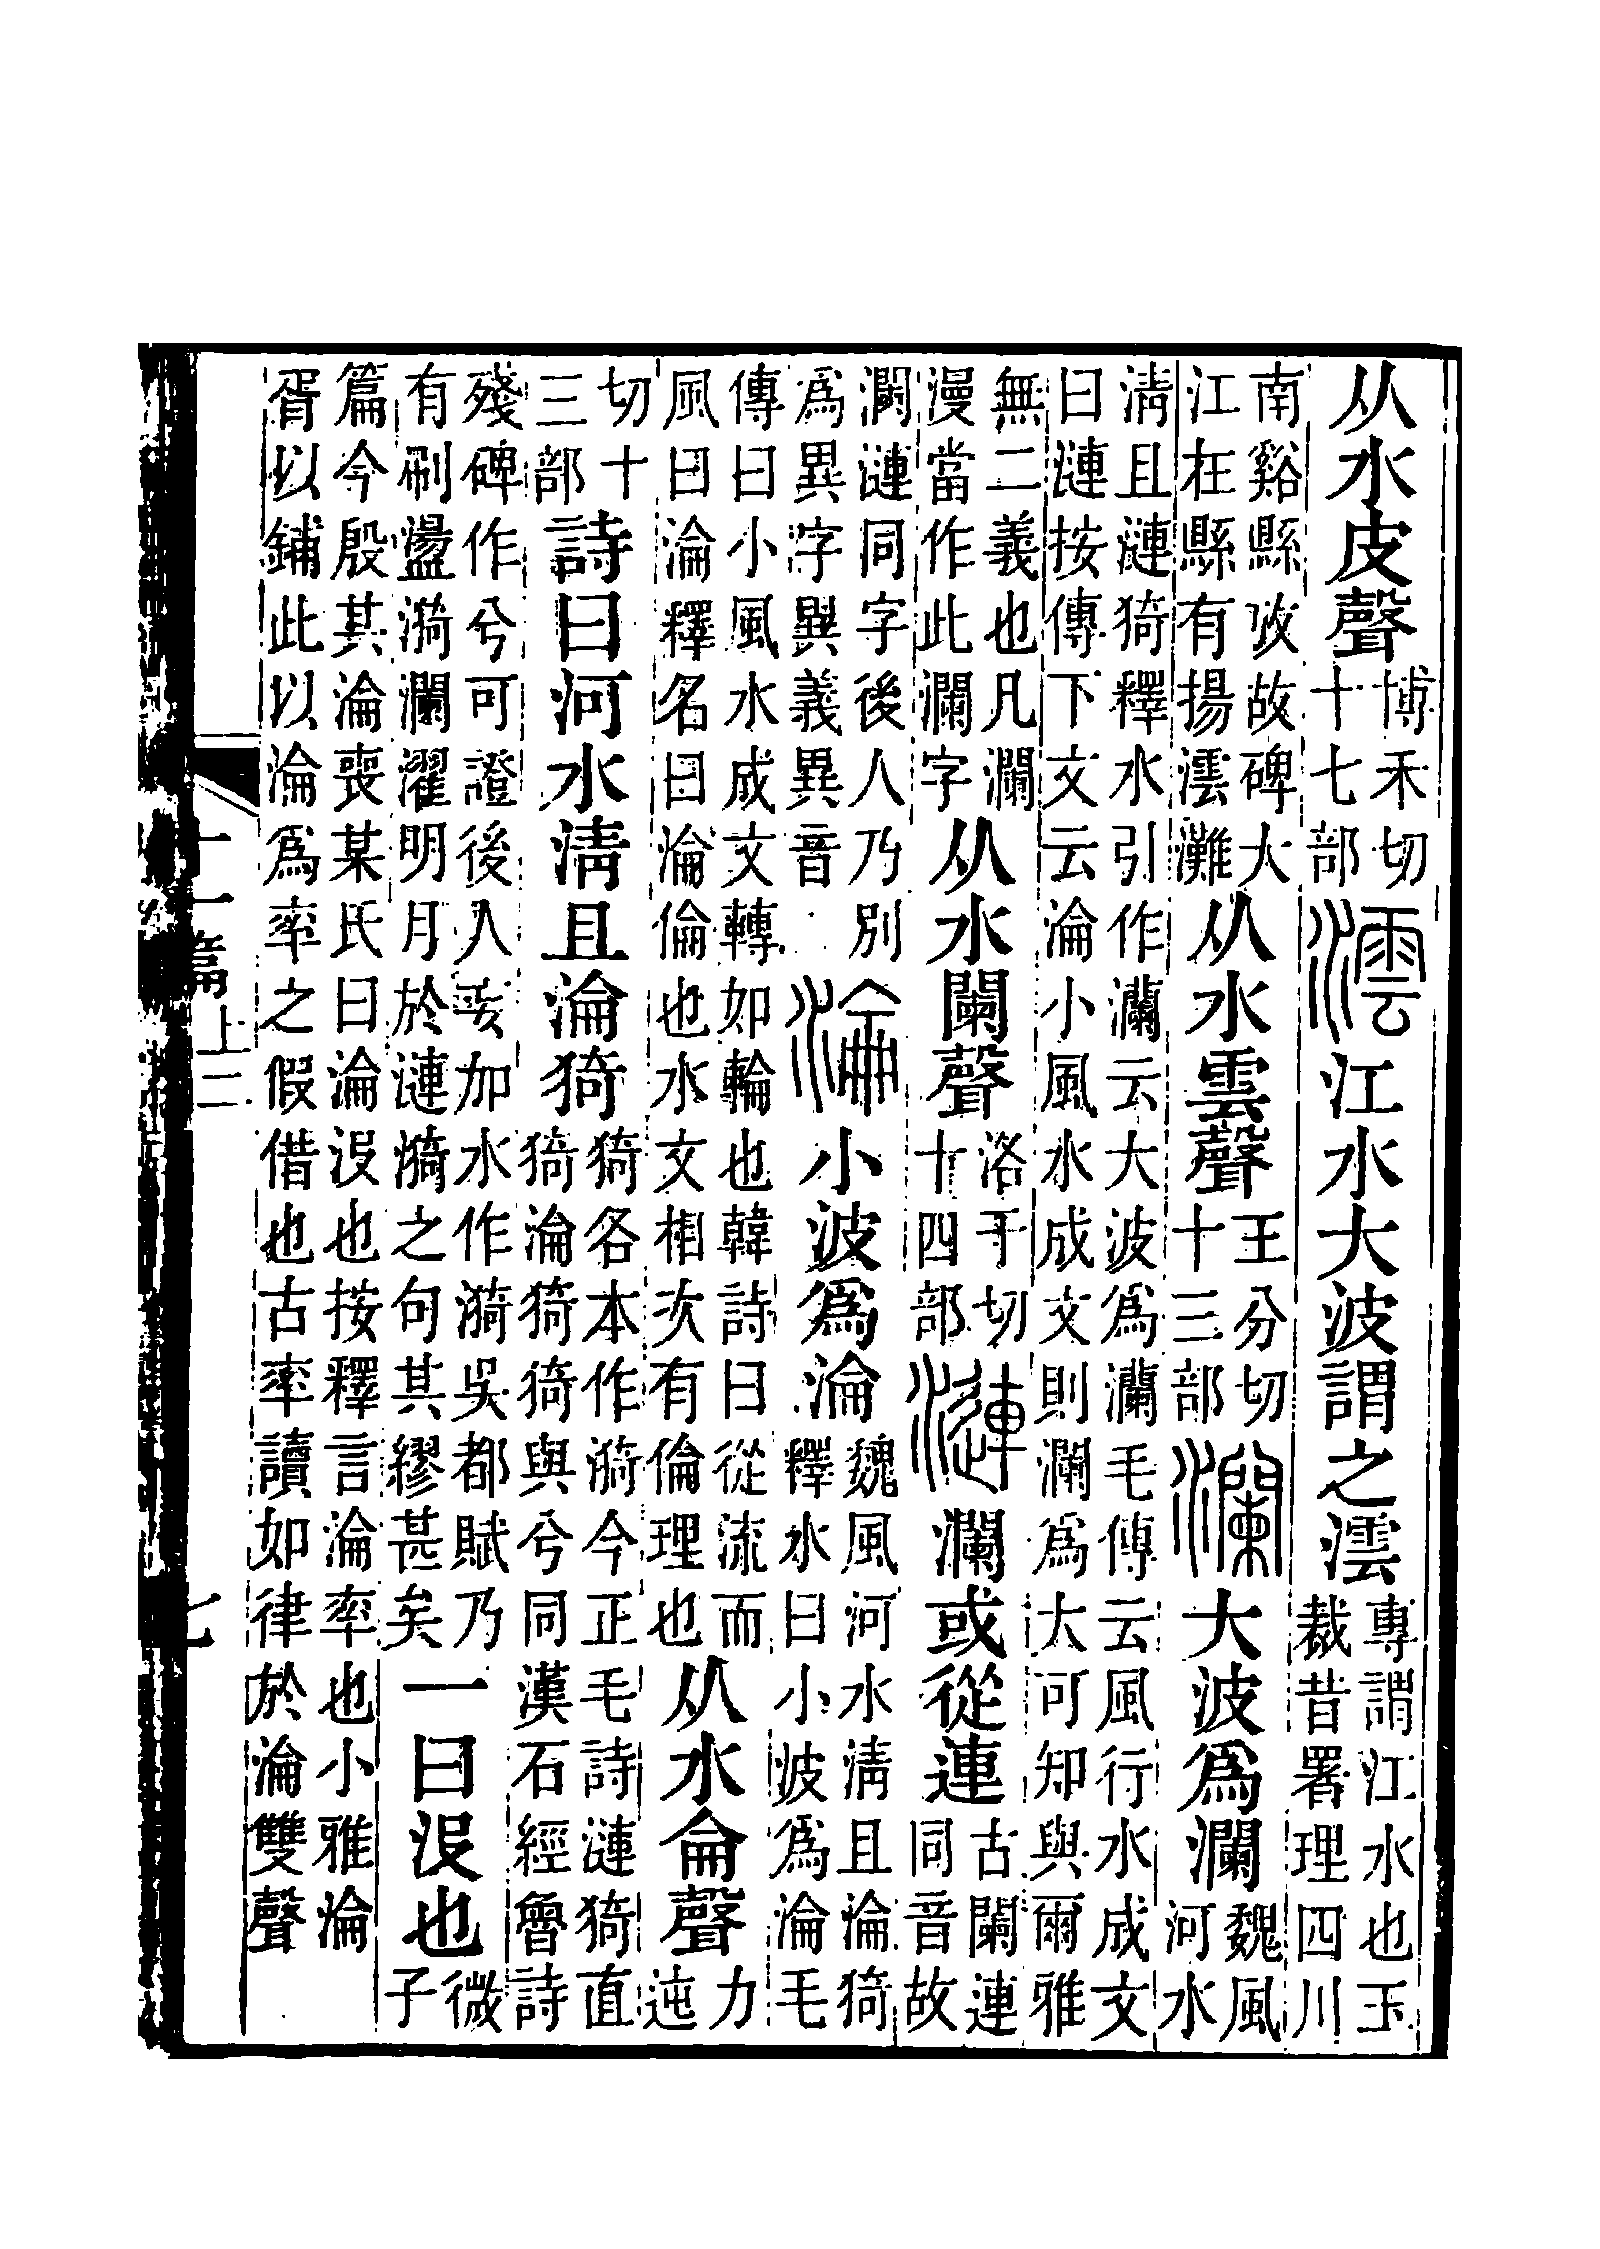 从水皮聲博禾切十七部澐江水大波謂之澐專謂江水也玉裁昔署理四川
南谿縣攷故碑大江在縣有揚澐灘从水雲聲王分切十三部瀾大波爲瀾魏風河水
清且漣猗釋水引作瀾云大波爲瀾毛傳云風行水成文曰漣按傳下文云淪小風水成文則瀾爲大可知與爾雅
無二義也凡瀾漫當作此瀾字从水闌聲洛干切十四部漣瀾或從連古闌連同音故
瀾漣同字後人乃別爲異字異義異音淪小波爲淪魏風河水清且淪猗釋水曰小波爲淪毛
傳曰小風水成文轉如輪也韓詩曰從流而風曰淪釋名曰淪倫也水文相次有倫理也从水侖聲力迍
切十三部詩曰河水清且淪猗猗各本作漪今正毛詩漣猗直猗淪猗猗與兮同漢石經魯詩
殘碑作兮可證後人妄加水作漪吳都賦乃有刷盪漪瀾濯明月於漣漪之句其繆甚矣一曰沒也微子
篇今殷其淪喪某氏曰淪沒也按釋言淪率也小雅淪胥以鋪此以淪爲率之假借也古率讀如律於淪雙聲
十一篇上二
七